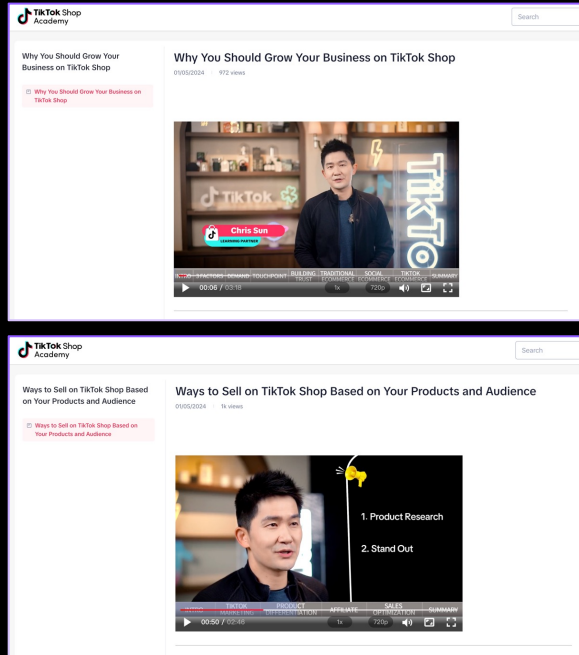 TikTok Shop
Academy
Search
Why You Should Grow Your
Business on TikTok Shop
Why You Should Grow Your Business on
TikTok Shop
Why You Should Grow Your Business on TikTok Shop
01/05/2024 972 views
TikTok
TikTo
Chris Sun
LEARNING PARTNER
INTRO 3 FACTORS DEMAND TOUCHPOINT BUILDING TRUST TRADITIONAL ECOMMERCE SOCIAL ECOMMERCE TIKTOK ECOMMERCE SUMMARY
00:06 / 03:18 1x 720p
TikTok Shop
Academy
Search
Ways to Sell on TikTok Shop Based
on Your Products and Audience
Ways to Sell on TikTok Shop Based on
Your Products and Audience
Ways to Sell on TikTok Shop Based on Your Products and Audience
01/05/2024 1k views
1. Product Research
2. Stand Out
INTRO TIKTOK MARKETING PRODUCT DIFFERENTIATION AFFILIATE SALES OPTIMIZATION SUMMARY
00:50 / 02:46 1x 720p